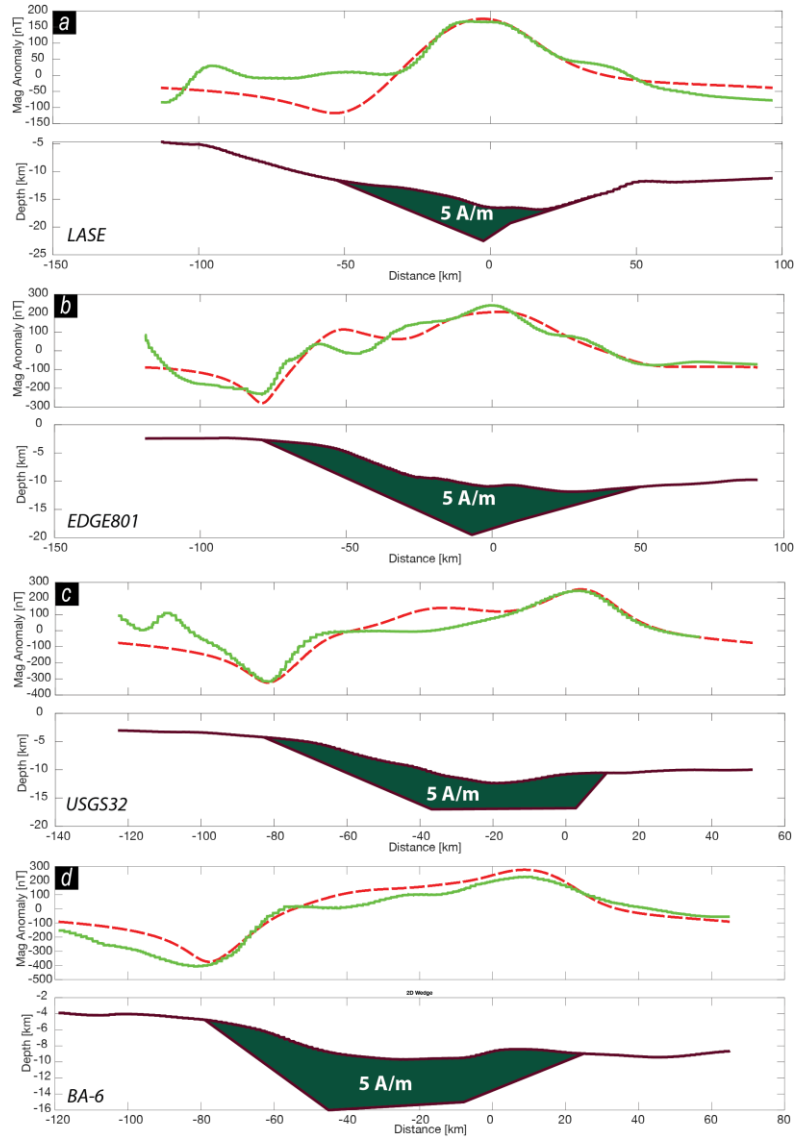 a
Mag Anomaly [nT]
200
150
100
50
0
-50
-100
-150
Depth [km]
-5
-10
-15
-20
-25
5 A/m
LASE
-150 -100 -50 0 50 100
Distance [km]
b
Mag Anomaly [nT]
300
200
100
0
-100
-200
-300
Depth [km]
0
-5
-10
-15
-20
5 A/m
EDGE801
-150 -100 -50 0 50 100
Distance [km]
c
Mag Anomaly [nT]
300
200
100
0
-100
-200
-300
-400
Depth [km]
0
-5
-10
-15
-20
5 A/m
USGS32
-140 -120 -100 -80 -60 -40 -20 0 20 40 60
Distance [km]
d
Mag Anomaly [nT]
300
200
100
0
-100
-200
-300
-400
-500
2D Wedge
Depth [km]
-2
-4
-6
-8
-10
-12
-14
-16
5 A/m
BA-6
-120 -100 -80 -60 -40 -20 0 20 40 60 80
Distance [km]